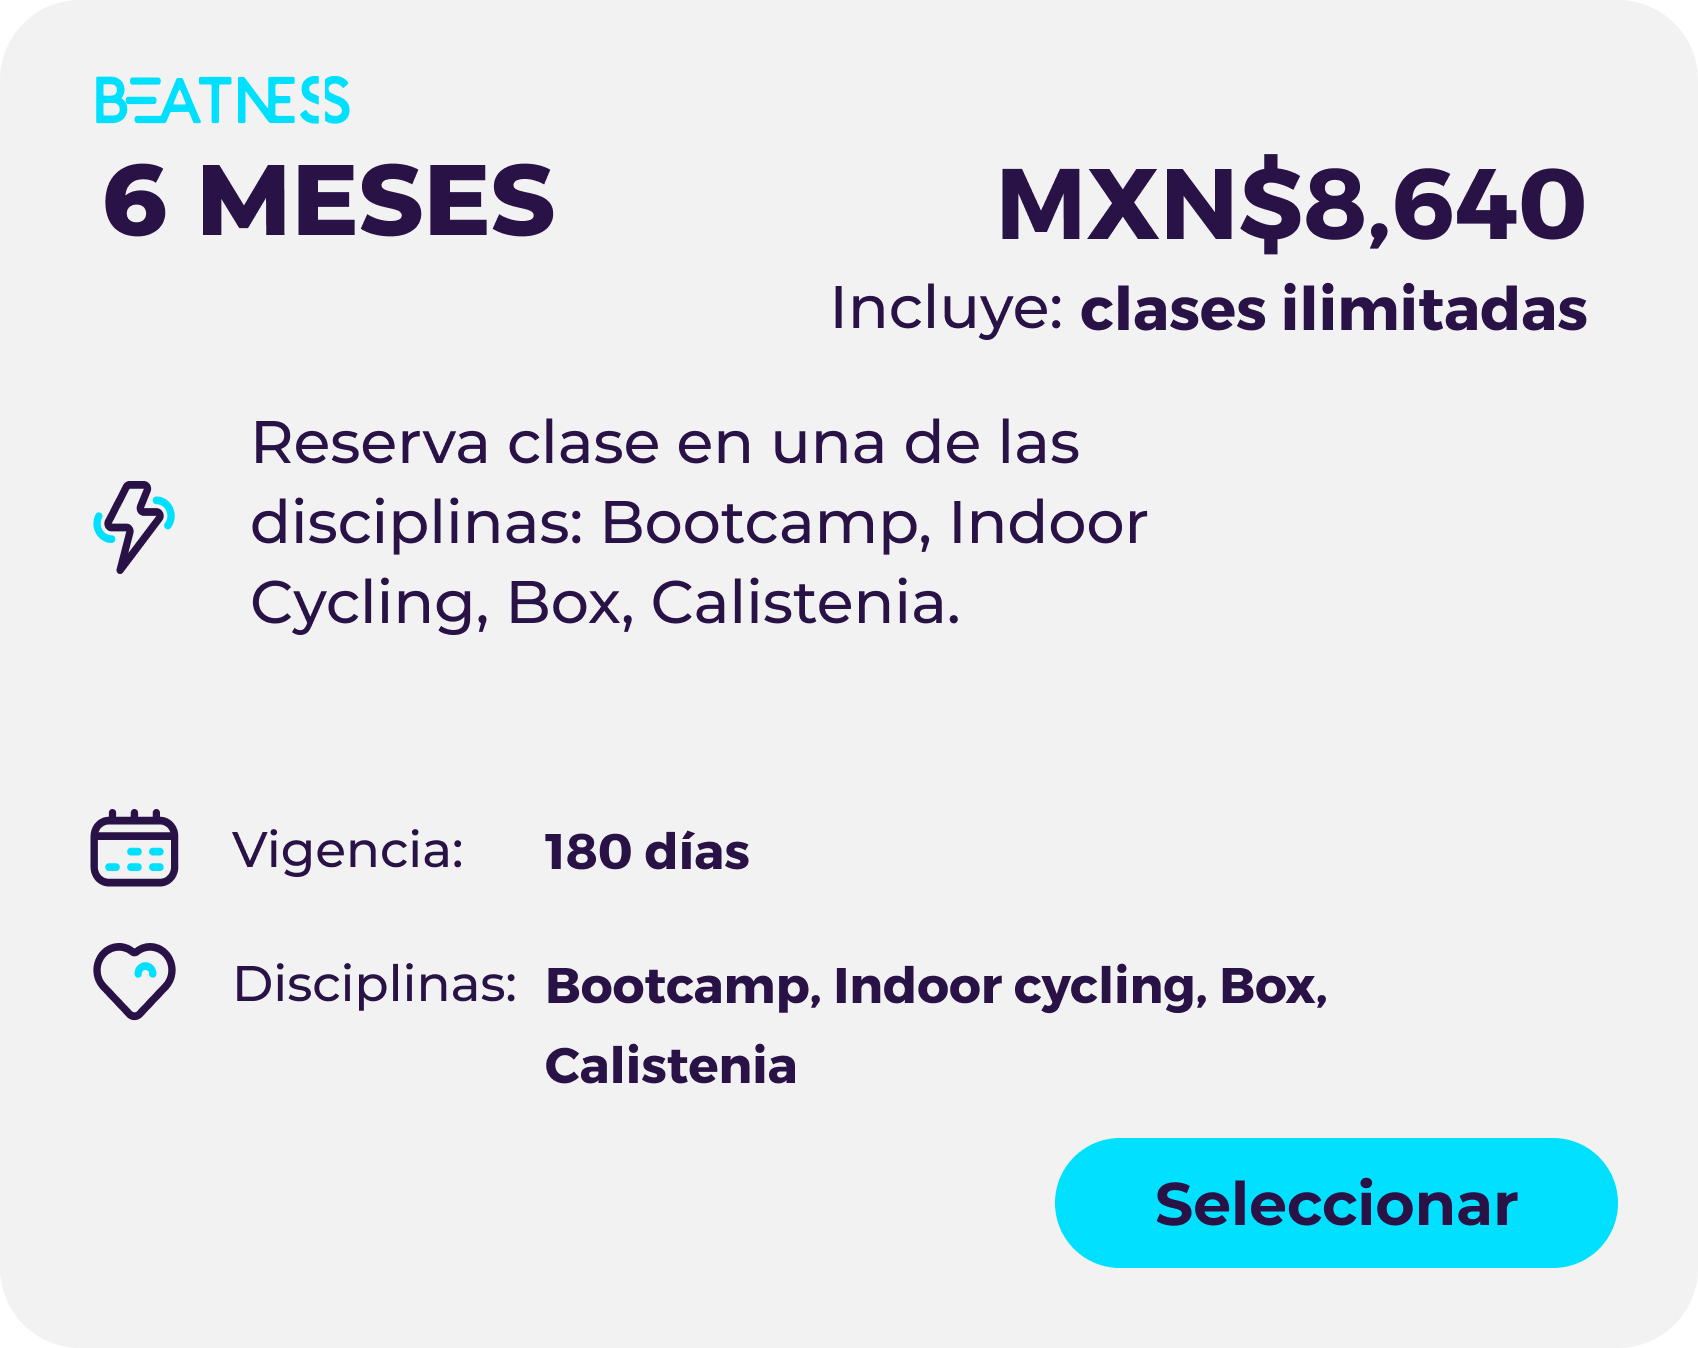 BEATNESS
6 MESES
MXN$8,640
Incluye: clases ilimitadas
Reserva clase en una de las
disciplinas: Bootcamp, Indoor
Cycling, Box, Calistenia.
Vigencia: 180 días
Disciplinas: Bootcamp, Indoor cycling, Box,
Calistenia
Seleccionar